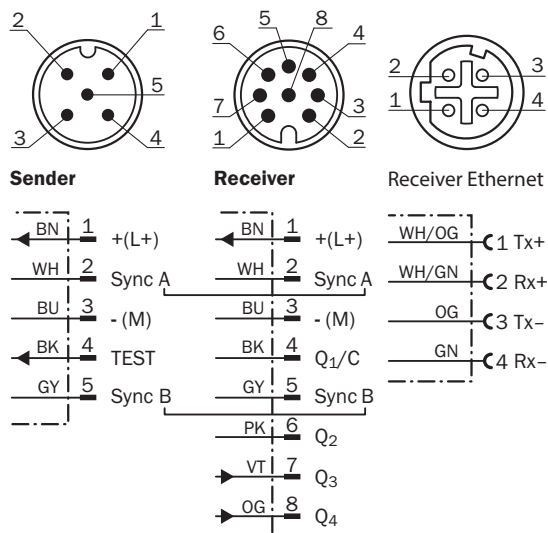 2 1
5
3 4
5 8
6 4
7 3
1 2
2 3
1 4
Sender
BN 1 +(L+)
WH 2 Sync A
BU 3 - (M)
BK 4 TEST
GY 5 Sync B
Receiver
BN 1 +(L+)
WH 2 Sync A
BU 3 - (M)
BK 4 Q1/C
GY 5 Sync B
PK 6 Q2
VT 7 Q3
OG 8 Q4
Receiver Ethernet
WH/OG 1 Tx+
WH/GN 2 Rx+
OG 3 Tx–
GN 4 Rx–